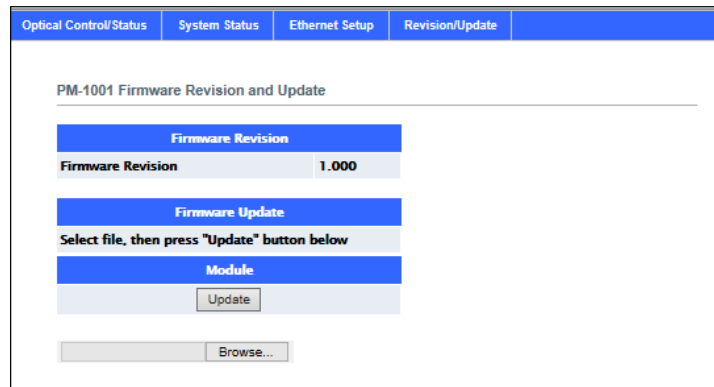 Optical Control/Status System Status Ethernet Setup Revision/Update
PM-1001 Firmware Revision and Update
Firmware Revision
Firmware Revision 1.000
Firmware Update
Select file, then press "Update" button below
Module
Update
Browse...